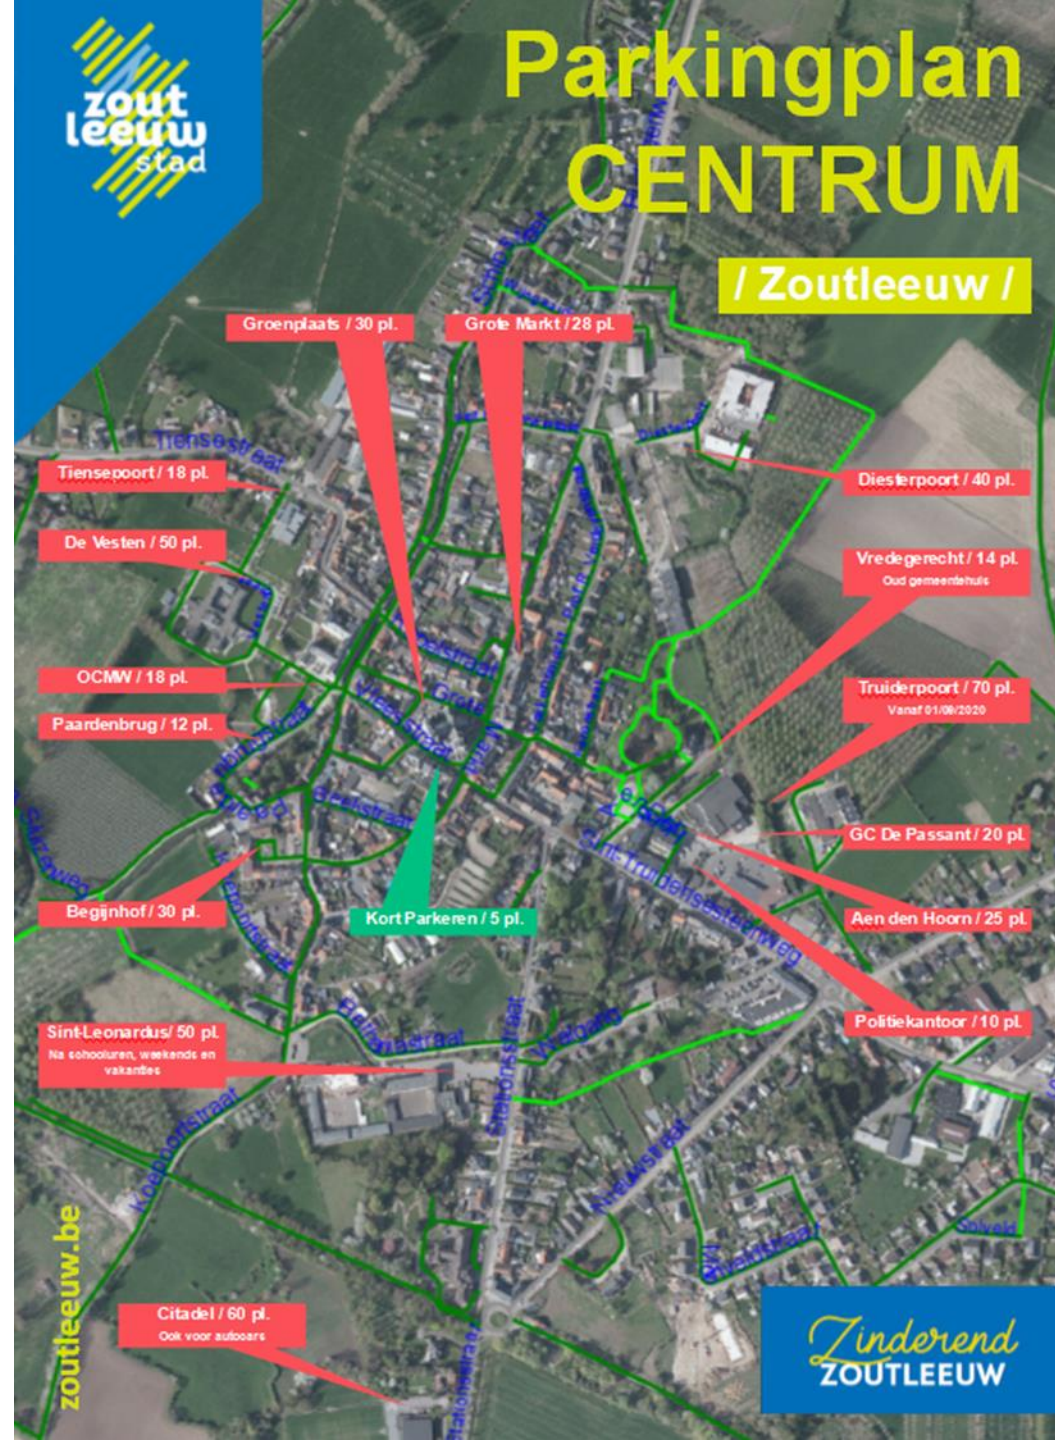 zout
leeuw
stad
Parkingplan
CENTRUM
/ Zoutleeuw /
Groenplaats / 30 pl.
Grote Markt / 28 pl.
Tiensestraat
Tiensepoort / 18 pl.
Diesterpoort / 40 pl.
De Vesten / 50 pl.
Vredegerecht / 14 pl.
Oud gemeentehuis
OCMW / 18 pl.
Truiderpoort / 70 pl.
Vanaf 01/09/2020
Paardenbrug / 12 pl.
GC De Passant / 20 pl.
Sint-Truidensesteenweg
Begijnhof / 30 pl.
Kort Parkeren / 5 pl.
Aen den Hoorn / 25 pl.
Politiekantoor / 10 pl.
Sint-Leonardus/ 50 pl.
Na schooluren, weekends en
vakanties
Stationsstraat
Koepoortstraat
Solveld
zoutleeuw.be
Citadel / 60 pl.
Ook voor autocars
Zinderend
ZOUTLEEUW